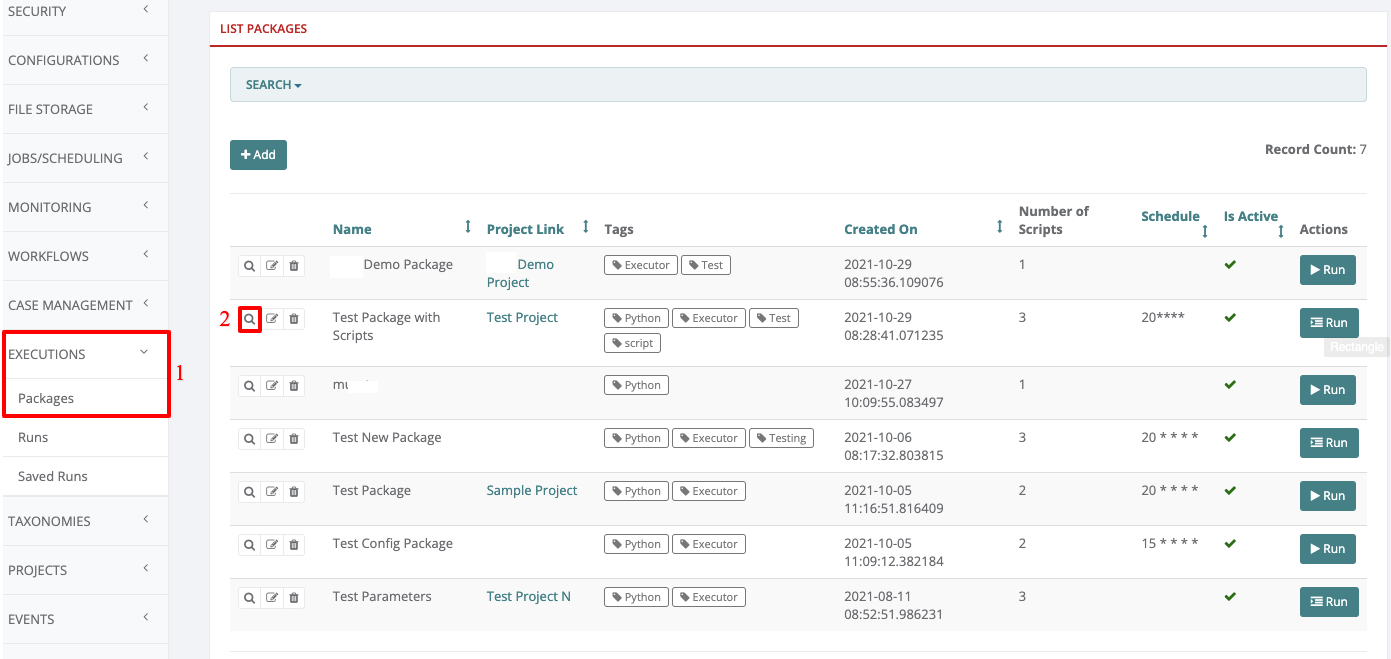 SECURITY
CONFIGURATIONS
FILE STORAGE
JOBS/SCHEDULING
MONITORING
WORKFLOWS
CASE MANAGEMENT
EXECUTIONS
1
Packages
Runs
Saved Runs
TAXONOMIES
PROJECTS
EVENTS
LIST PACKAGES
SEARCH
+ Add
Record Count: 7
Name Project Link Tags Created On Number of Scripts Schedule Is Active Actions
Demo Package Demo Project Executor Test 2021-10-29 08:55:36.109076 1 Run
2 Test Package with Scripts Test Project Python Executor Test script 2021-10-29 08:28:41.071235 3 20**** Run
Rectangle
Python 2021-10-27 10:09:55.083497 1 Run
Test New Package Python Executor Testing 2021-10-06 08:17:32.803815 3 20 * * * * Run
Test Package Sample Project Python Executor 2021-10-05 11:16:51.816409 2 20 * * * * Run
Test Config Package Python Executor 2021-10-05 11:09:12.382184 2 15 * * * * Run
Test Parameters Test Project N Python Executor 2021-08-11 08:52:51.986231 3 Run